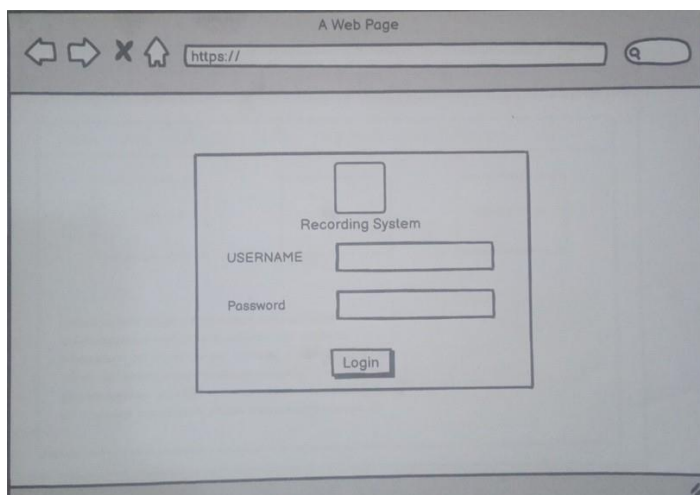 A Web Page
https://
Recording System
USERNAME
Password
Login